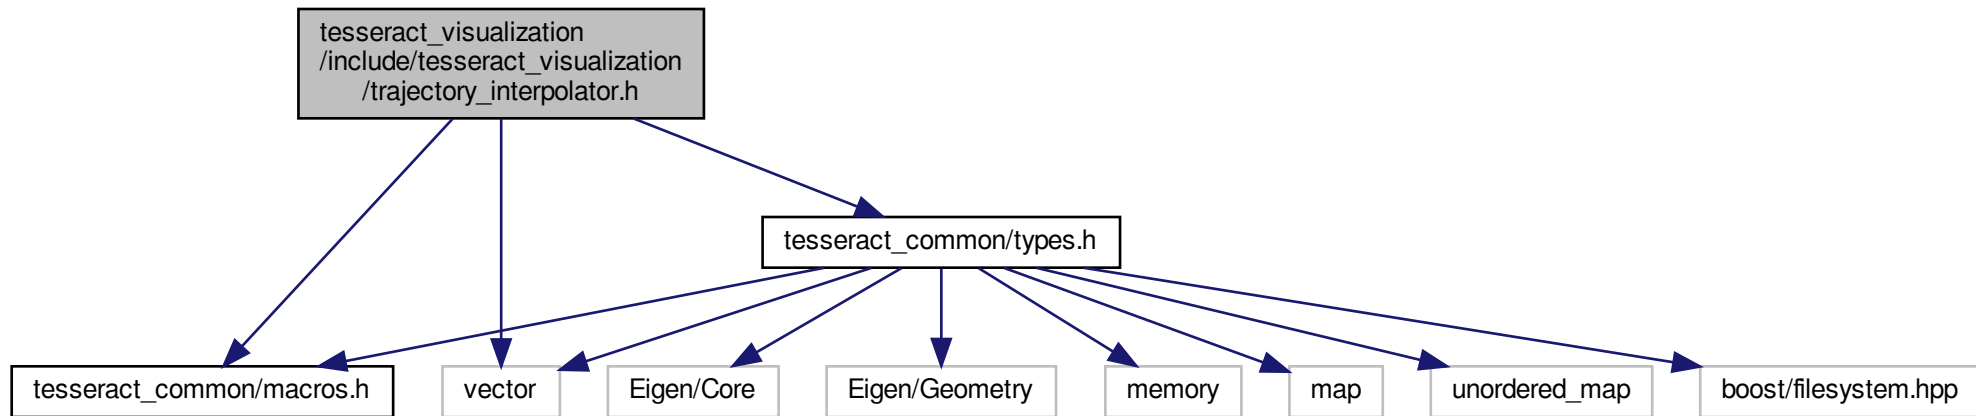 tesseract_visualization
/include/tesseract_visualization
/trajectory_interpolator.h
tesseract_common/types.h
tesseract_common/macros.h
vector
Eigen/Core
Eigen/Geometry
memory
map
unordered_map
boost/filesystem.hpp